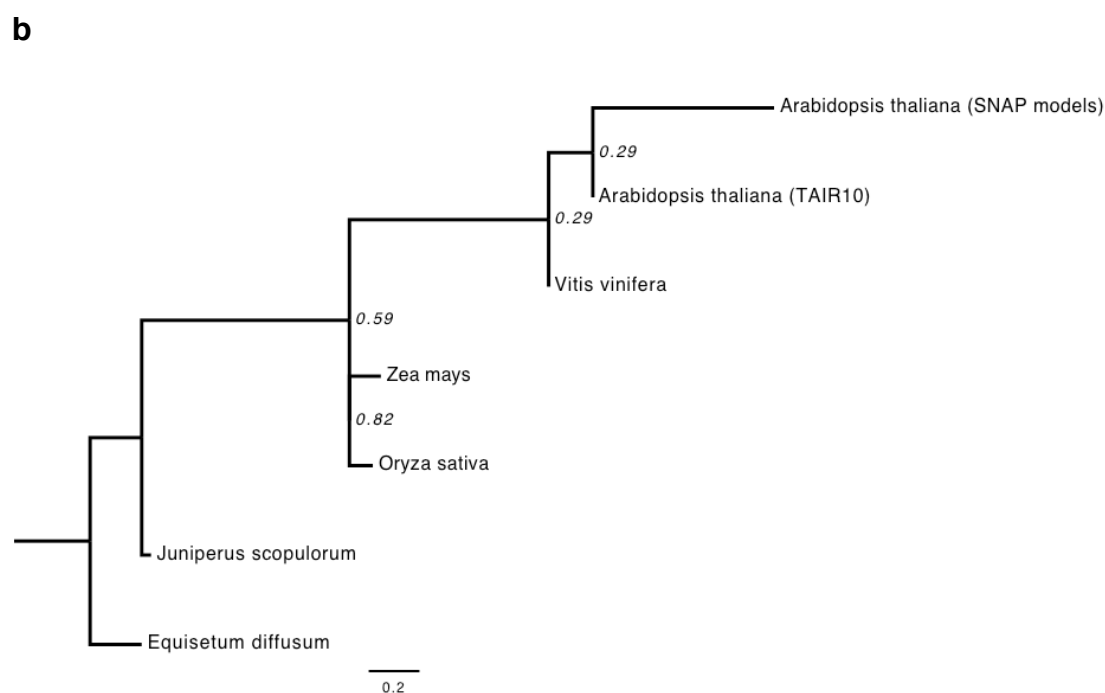 b
Arabidopsis thaliana (SNAP models)
0.29
Arabidopsis thaliana (TAIR10)
0.29
Vitis vinifera
0.59
Zea mays
0.82
Oryza sativa
Juniperus scopulorum
Equisetum diffusum
0.2